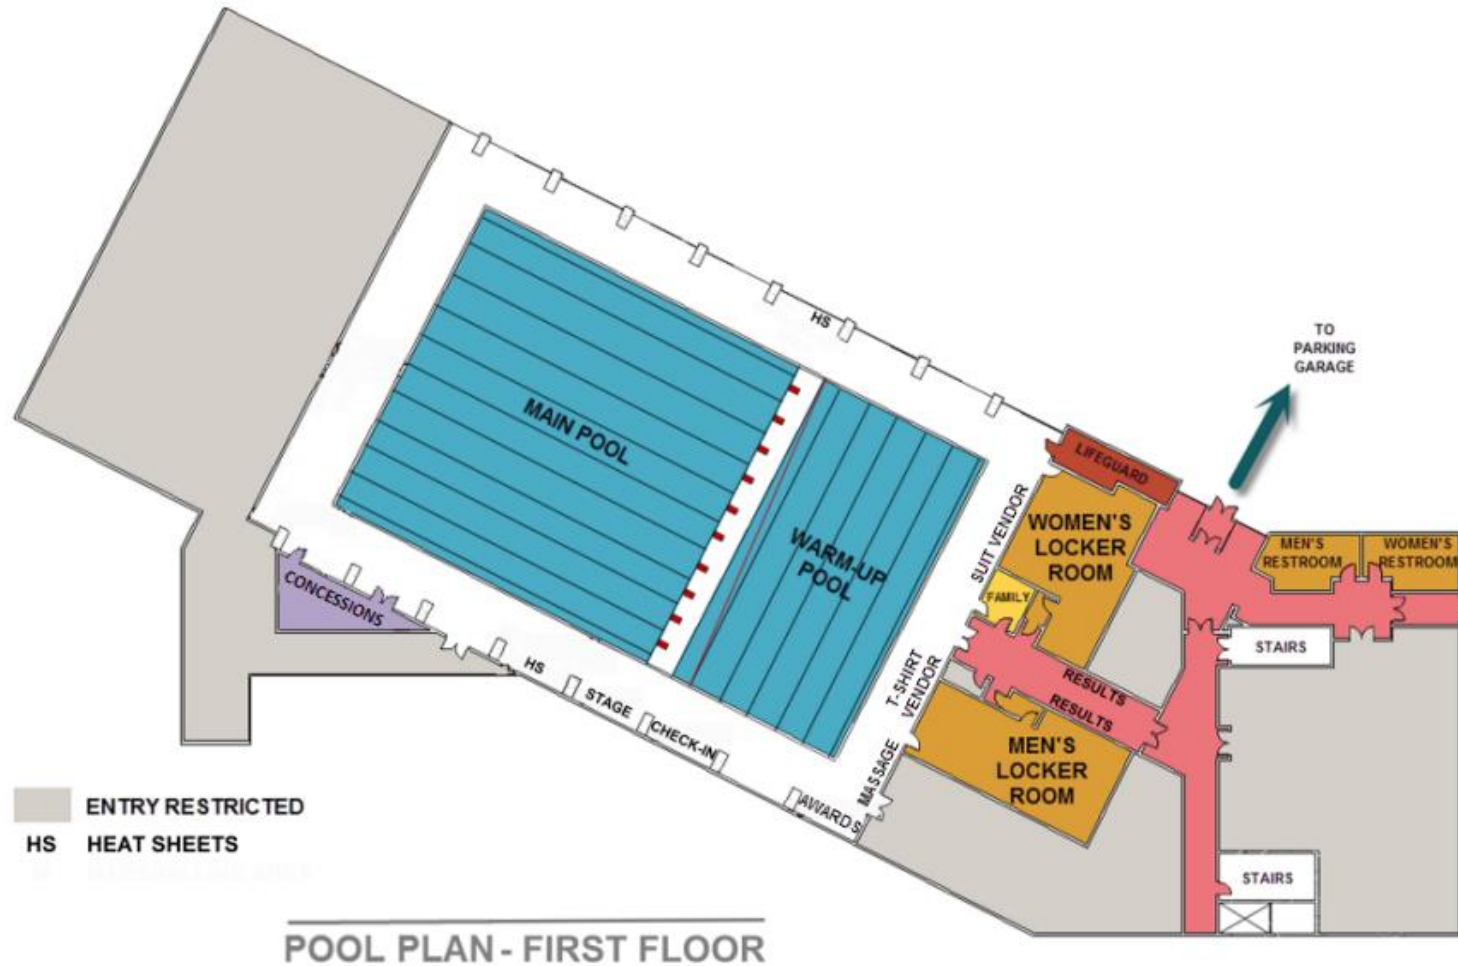 TO
PARKING
GARAGE
HS
MAIN POOL
WARM-UP
POOL
LIFEGUARD
SUIT VENDOR
WOMEN'S
LOCKER
ROOM
MEN'S
RESTROOM
WOMEN'S
RESTROOM
FAMILY
CONCESSIONS
STAIRS
RESULTS
RESULTS
T-SHIRT
VENDOR
HS
STAGE
CHECK-IN
MASSAGE
AWARDS
MEN'S
LOCKER
ROOM
STAIRS
ENTRY RESTRICTED
HS HEAT SHEETS
POOL PLAN - FIRST FLOOR